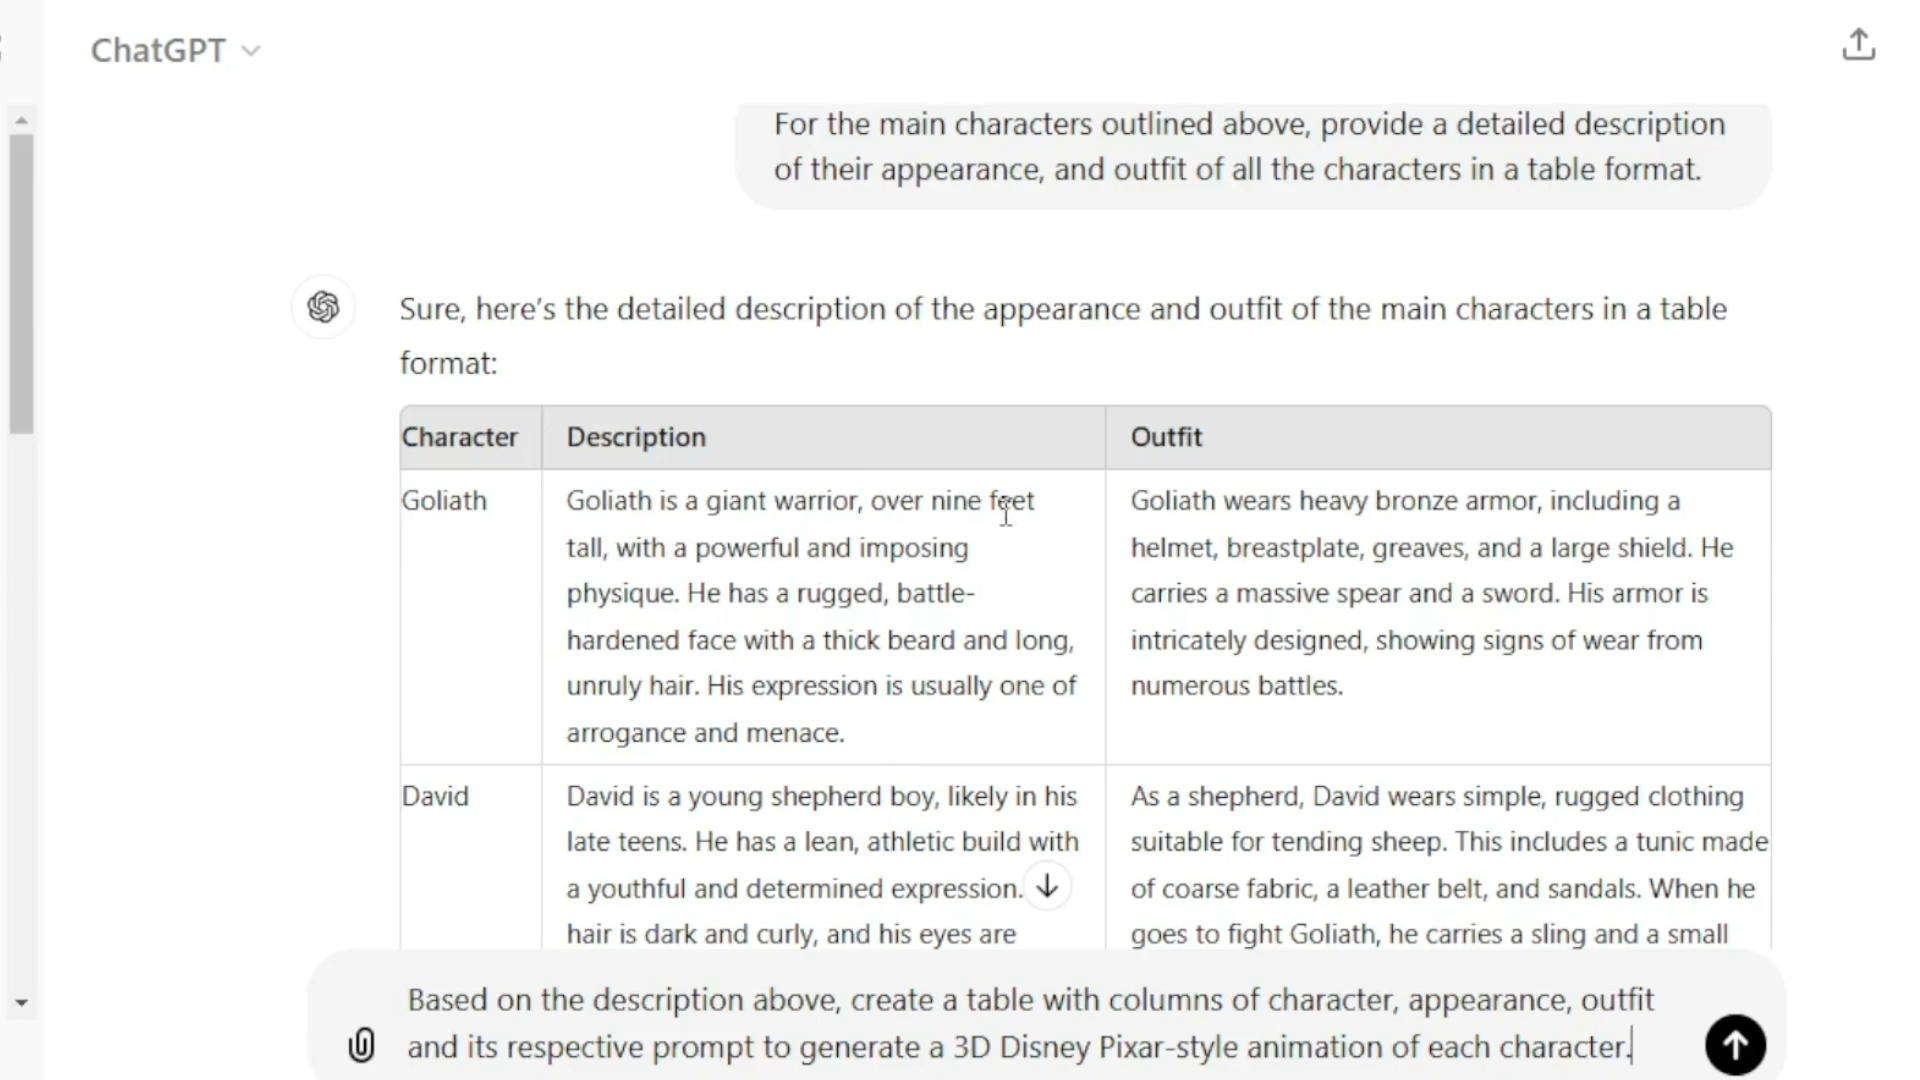 ChatGPT
For the main characters outlined above, provide a detailed description
of their appearance, and outfit of all the characters in a table format.
Sure, here's the detailed description of the appearance and outfit of the main characters in a table
format:
Character Description Outfit
Goliath
Goliath is a giant warrior, over nine feet
tall, with a powerful and imposing
physique. He has a rugged, battle-
hardened face with a thick beard and long,
unruly hair. His expression is usually one of
arrogance and menace.
Goliath wears heavy bronze armor, including a
helmet, breastplate, greaves, and a large shield. He
carries a massive spear and a sword. His armor is
intricately designed, showing signs of wear from
numerous battles.
David
David is a young shepherd boy, likely in his
late teens. He has a lean, athletic build with
a youthful and determined expression.
hair is dark and curly, and his eyes are
As a shepherd, David wears simple, rugged clothing
suitable for tending sheep. This includes a tunic made
of coarse fabric, a leather belt, and sandals. When he
goes to fight Goliath, he carries a sling and a small
Based on the description above, create a table with columns of character, appearance, outfit
and its respective prompt to generate a 3D Disney Pixar-style animation of each character.